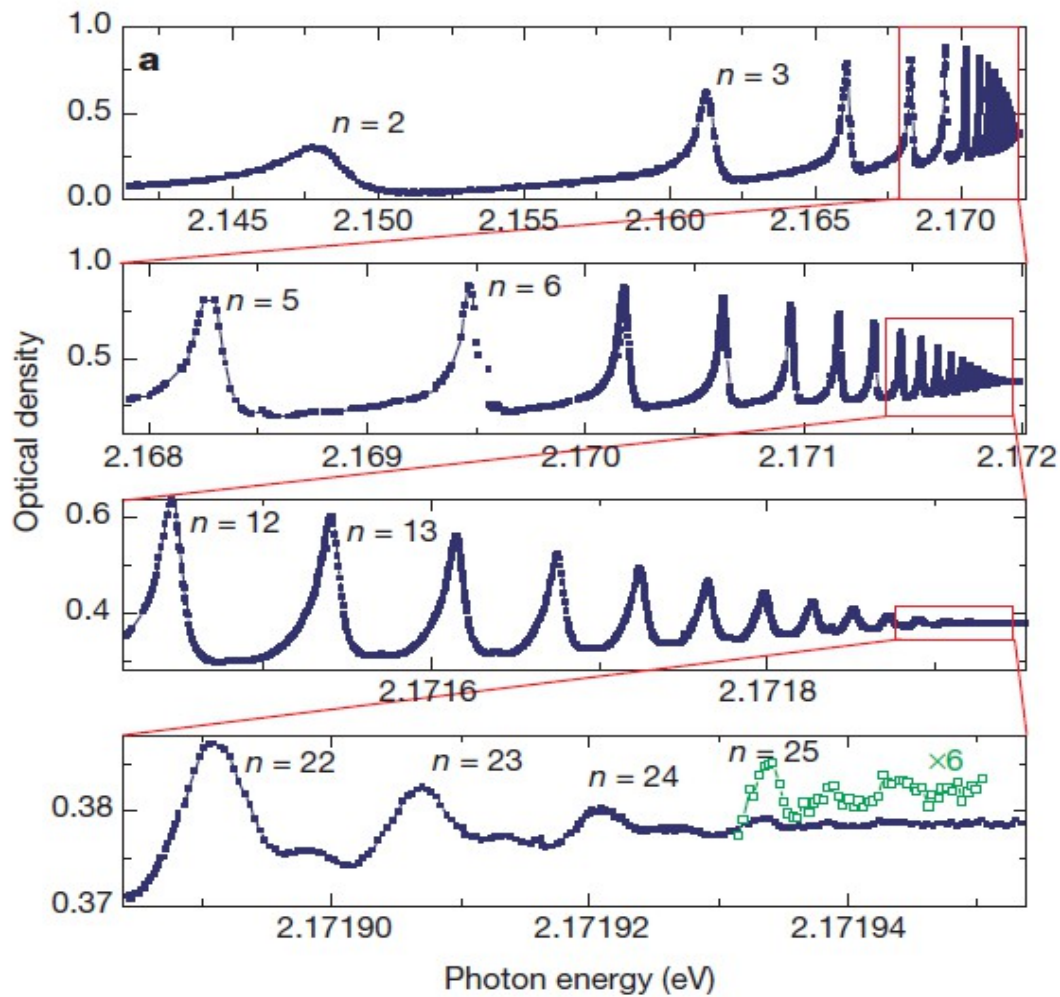 a
1.0
0.5
0.0
n = 2
n = 3
2.145 2.150 2.155 2.160 2.165 2.170
1.0
0.5
n = 5
n = 6
2.168 2.169 2.170 2.171 2.172
Optical density
0.6
0.4
n = 12
n = 13
2.1716 2.1718
0.38
0.37
n = 22
n = 23
n = 24
n = 25
×6
2.17190 2.17192 2.17194
Photon energy (eV)